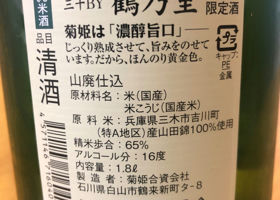 三十BY 鶴乃里 限定酒
米酒
品目 清酒
菊姫は「濃醇旨口」――
じっくり熟成させて、旨みをのせて
います。だから、ほんのり黄金色。
プラ
キャップ:
PE
金属
山廃仕込
原材料名:米(国産)
米こうじ(国産米)
原料米:兵庫県三木市吉川町
(特A地区)産山田錦100%使用
精米歩合:65%
アルコール分:16度
内容量:1.8ℓ
製造者:菊姫合資会社
石川県白山市鶴来新町タ-8